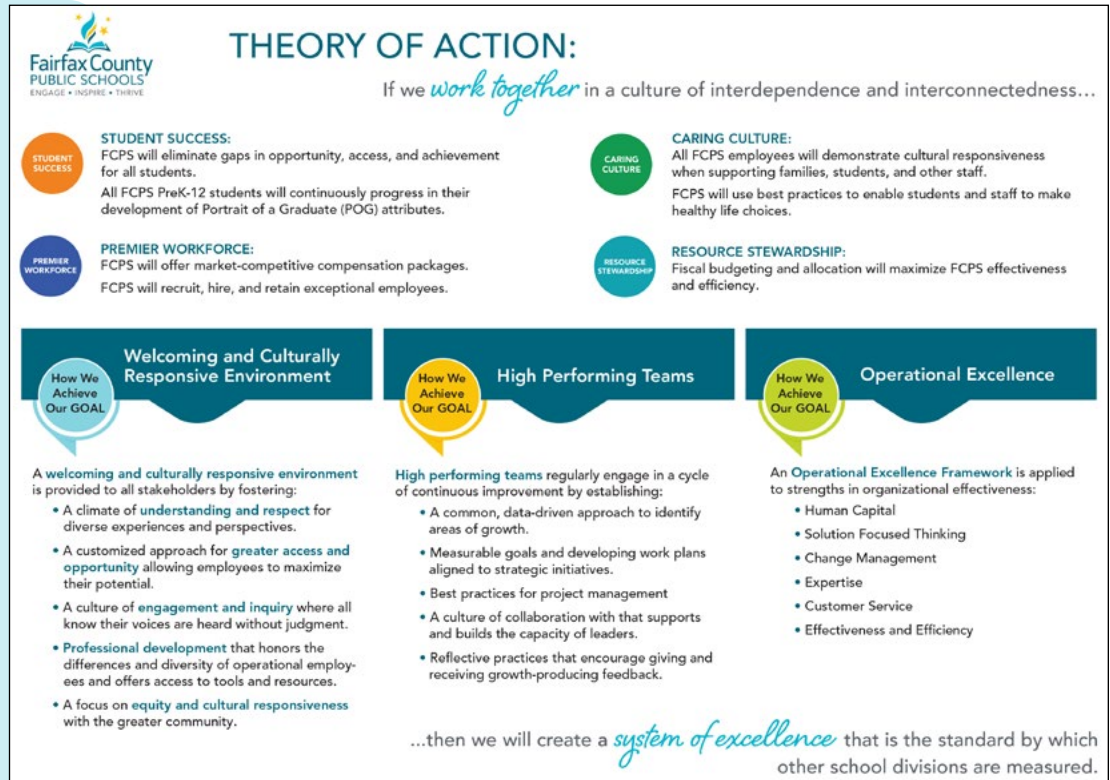 Fairfax County
PUBLIC SCHOOLS
ENGAGE • INSPIRE • THRIVE
THEORY OF ACTION:
If we work together in a culture of interdependence and interconnectedness...
STUDENT
SUCCESS
STUDENT SUCCESS:
FCPS will eliminate gaps in opportunity, access, and achievement
for all students.
All FCPS PreK-12 students will continuously progress in their
development of Portrait of a Graduate (POG) attributes.
PREMIER
WORKFORCE
PREMIER WORKFORCE:
FCPS will offer market-competitive compensation packages.
FCPS will recruit, hire, and retain exceptional employees.
CARING
CULTURE
CARING CULTURE:
All FCPS employees will demonstrate cultural responsiveness
when supporting families, students, and other staff.
FCPS will use best practices to enable students and staff to make
healthy life choices.
RESOURCE
STEWARDSHIP
RESOURCE STEWARDSHIP:
Fiscal budgeting and allocation will maximize FCPS effectiveness
and efficiency.
How We
Achieve
Our GOAL
Welcoming and Culturally
Responsive Environment
A welcoming and culturally responsive environment
is provided to all stakeholders by fostering:
• A climate of understanding and respect for
diverse experiences and perspectives.
• A customized approach for greater access and
opportunity allowing employees to maximize
their potential.
• A culture of engagement and inquiry where all
know their voices are heard without judgment.
• Professional development that honors the
differences and diversity of operational employ-
ees and offers access to tools and resources.
• A focus on equity and cultural responsiveness
with the greater community.
How We
Achieve
Our GOAL
High Performing Teams
High performing teams regularly engage in a cycle
of continuous improvement by establishing:
• A common, data-driven approach to identify
areas of growth.
• Measurable goals and developing work plans
aligned to strategic initiatives.
• Best practices for project management
• A culture of collaboration with that supports
and builds the capacity of leaders.
• Reflective practices that encourage giving and
receiving growth-producing feedback.
How We
Achieve
Our GOAL
Operational Excellence
An Operational Excellence Framework is applied
to strengths in organizational effectiveness:
• Human Capital
• Solution Focused Thinking
• Change Management
• Expertise
• Customer Service
• Effectiveness and Efficiency
...then we will create a system of excellence that is the standard by which
other school divisions are measured.